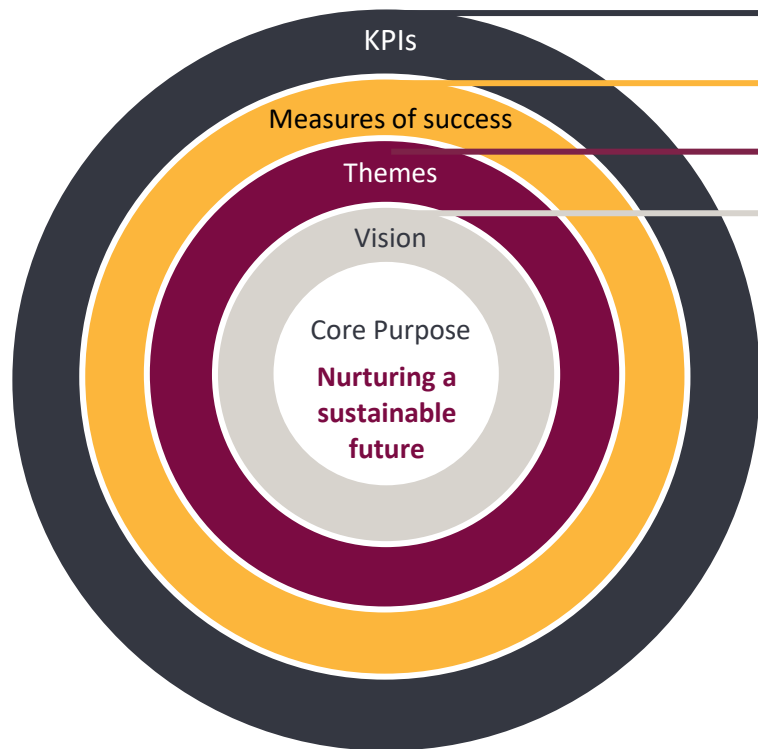 KPIs
Measures of success
Themes
Vision
Core Purpose
Nurturing a
sustainable
future